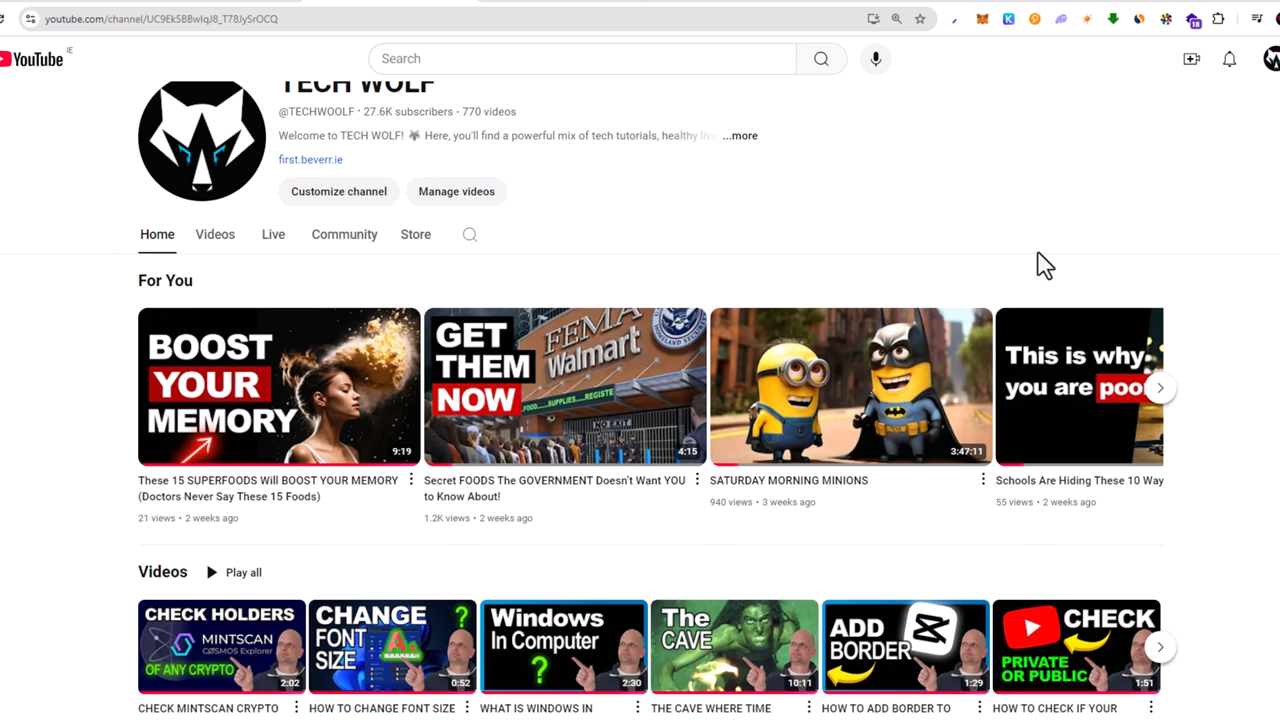 youtube.com/channel/UC9Ek5BBwIqJ8_T78JySrOCQ
18
YouTube IE
Search
TECH WOLF
@TECHWOOLF · 27.6K subscribers · 770 videos
Welcome to TECH WOLF! 🐺 Here, you'll find a powerful mix of tech tutorials, healthy livi ...more
first.beverr.ie
Customize channel
Manage videos
Home
Videos
Live
Community
Store
For You
BOOST
YOUR
MEMORY
9:19
GET
THEM
NOW
FEMA
Walmart
FOOD......SUPPLIES..REGISTE
NO EXIT
4:15
3:47:11
This is why
you are poo
These 15 SUPERFOODS Will BOOST YOUR MEMORY
(Doctors Never Say These 15 Foods)
21 views • 2 weeks ago
Secret FOODS The GOVERNMENT Doesn't Want YOU
to Know About!
1.2K views • 2 weeks ago
SATURDAY MORNING MINIONS
940 views • 3 weeks ago
Schools Are Hiding These 10 Way
55 views • 2 weeks ago
Videos
Play all
CHECK HOLDERS
MINTSCAN
COSMOS Explorer
OF ANY CRYPTO
2:02
CHANGE
FONT
SIZE
?
A
0:52
Windows
In Computer
?
2:30
The
CAVE
10:11
ADD
BORDER
1:29
CHECK
PRIVATE
OR PUBLIC
1:51
CHECK MINTSCAN CRYPTO
HOW TO CHANGE FONT SIZE
WHAT IS WINDOWS IN
THE CAVE WHERE TIME
HOW TO ADD BORDER TO
HOW TO CHECK IF YOUR